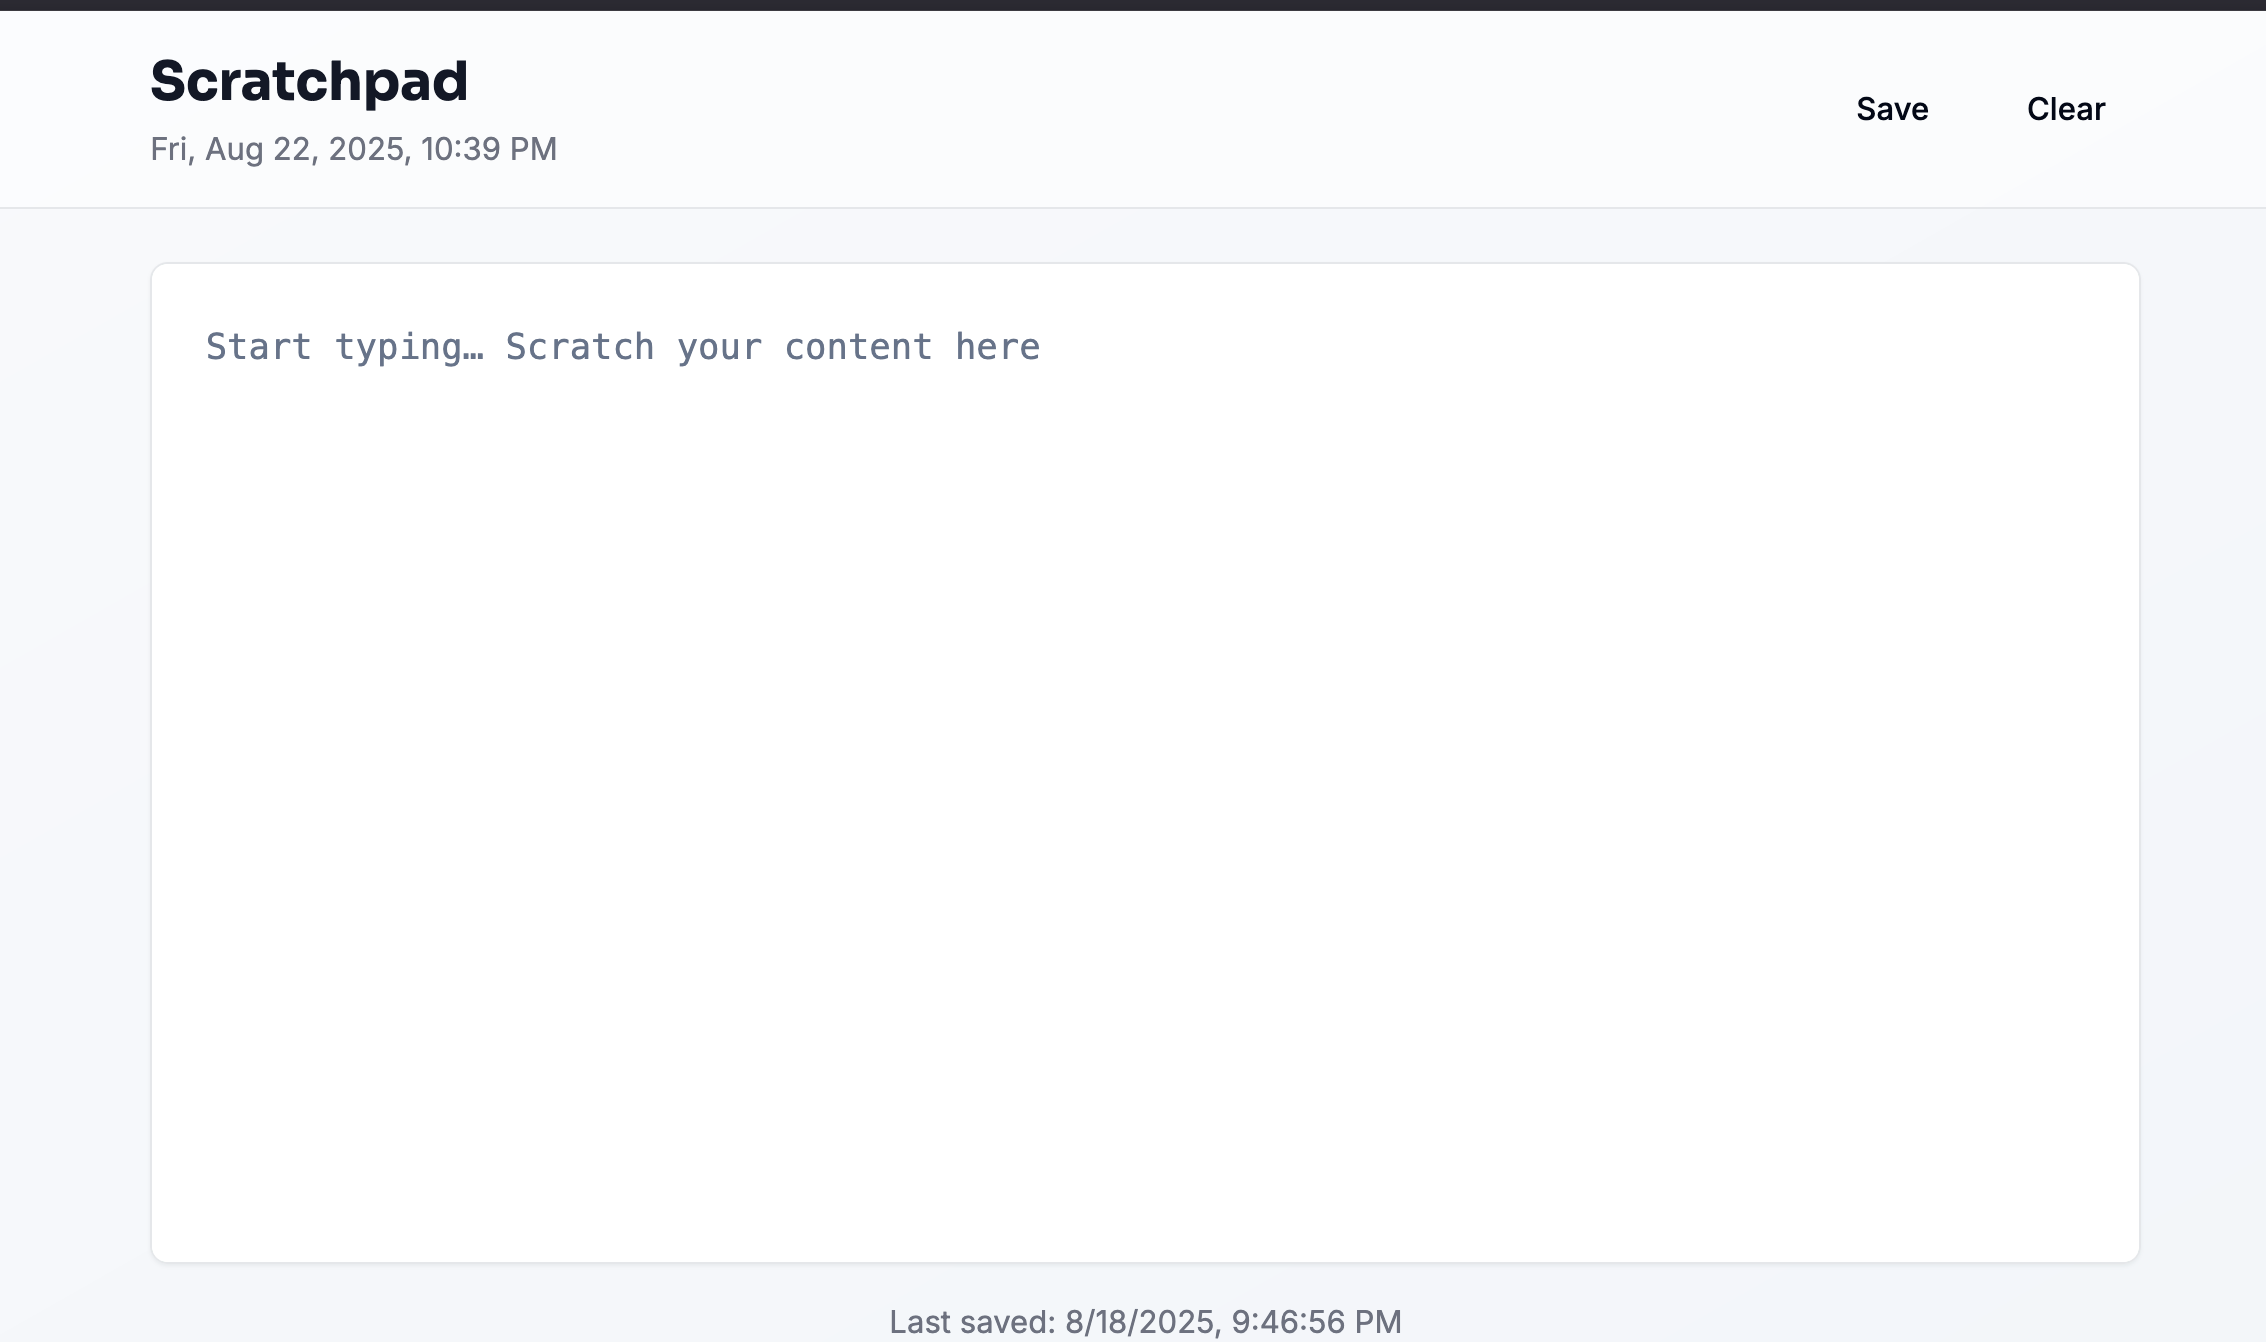 Scratchpad
Fri, Aug 22, 2025, 10:39 PM
Save
Clear
Start typing… Scratch your content here
Last saved: 8/18/2025, 9:46:56 PM